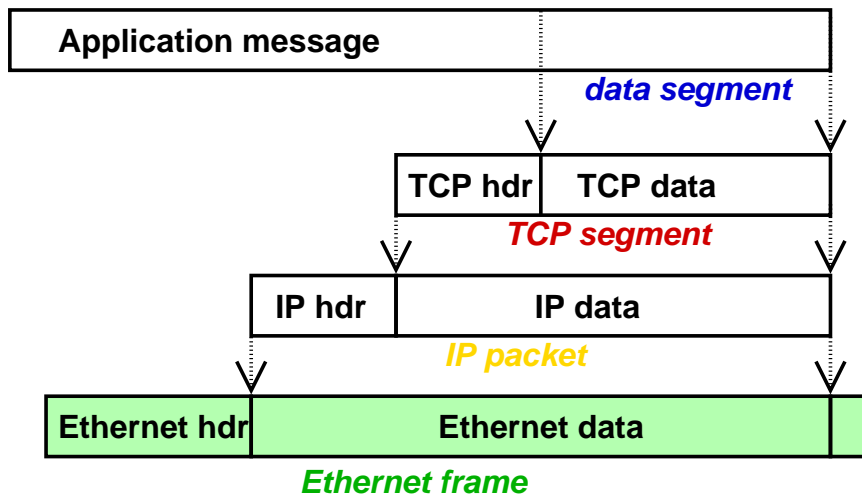 Application message
data segment
TCP hdr TCP data
TCP segment
IP hdr IP data
IP packet
Ethernet hdr Ethernet data
Ethernet frame